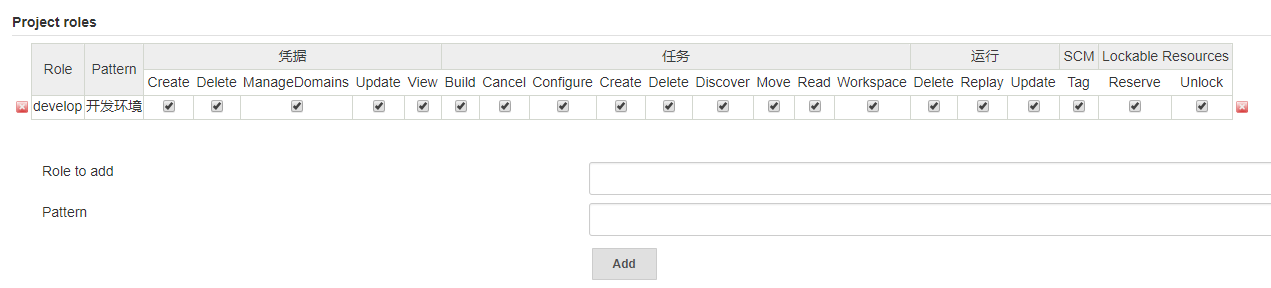 Project roles
Role Pattern 凭据 任务 运行 SCM Lockable Resources
Create Delete ManageDomains Update View Build Cancel Configure Create Delete Discover Move Read Workspace Delete Replay Update Tag Reserve Unlock
develop 开发环境
Role to add
Pattern
Add